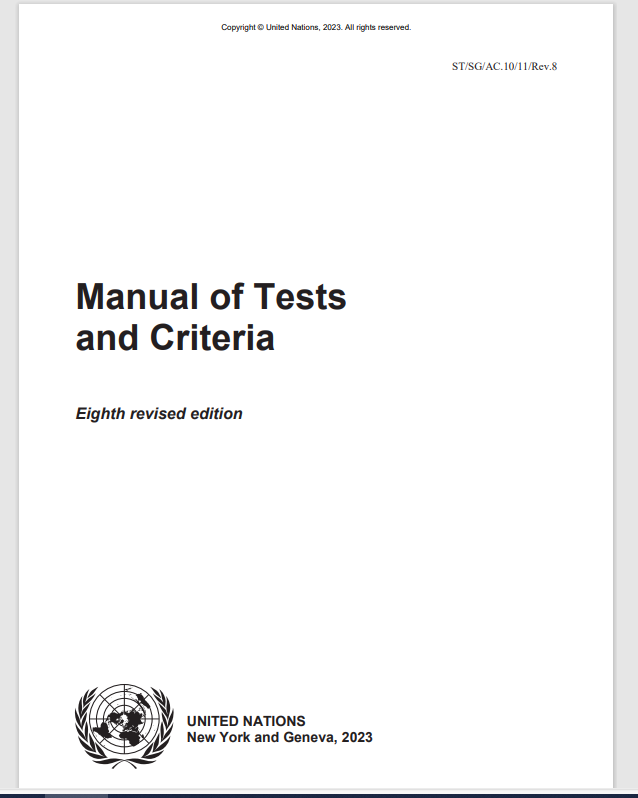 Copyright © United Nations, 2023. All rights reserved.
ST/SG/AC.10/11/Rev.8
Manual of Tests
and Criteria
Eighth revised edition
UNITED NATIONS
New York and Geneva, 2023